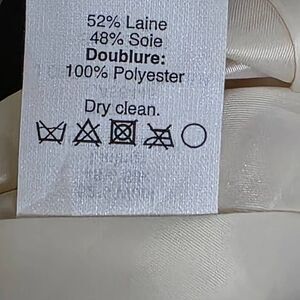 52% Laine
48% Soie
Doublure:
100% Polyester
Dry clean.